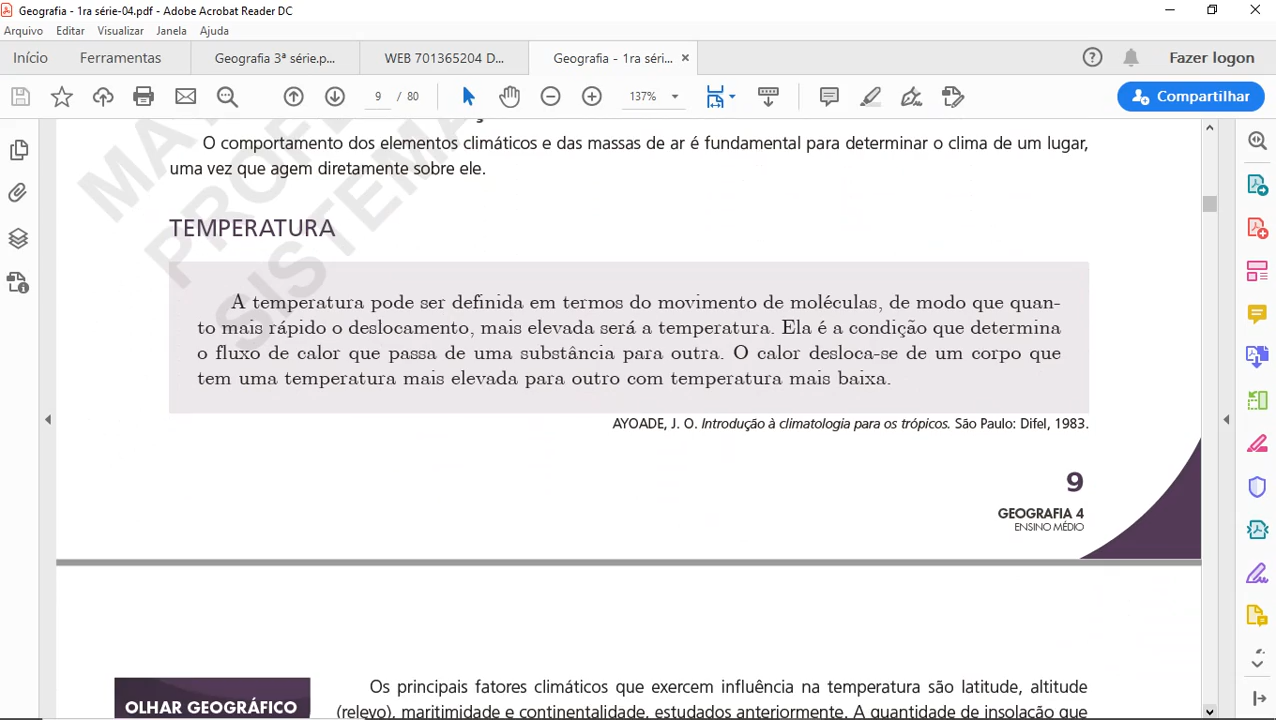 Geografia - 1ra série-04.pdf - Adobe Acrobat Reader DC
Arquivo Editar Visualizar Janela Ajuda
Início Ferramentas Geografia 3ª série.p... WEB 701365204 D... Geografia - 1ra séri... ×
Fazer logon
9 / 80 137% Compartilhar
O comportamento dos elementos climáticos e das massas de ar é fundamental para determinar o clima de um lugar,
uma vez que agem diretamente sobre ele.
TEMPERATURA
A temperatura pode ser definida em termos do movimento de moléculas, de modo que quan-
to mais rápido o deslocamento, mais elevada será a temperatura. Ela é a condição que determina
o fluxo de calor que passa de uma substância para outra. O calor desloca-se de um corpo que
tem uma temperatura mais elevada para outro com temperatura mais baixa.
AYOADE, J. O. Introdução à climatologia para os trópicos. São Paulo: Difel, 1983.
9
GEOGRAFIA 4
ENSINO MÉDIO
OLHAR GEOGRÁFICO
Os principais fatores climáticos que exercem influência na temperatura são latitude, altitude
(relevo), maritimidade e continentalidade, estudados anteriormente. A quantidade de insolação que
SISTEMA